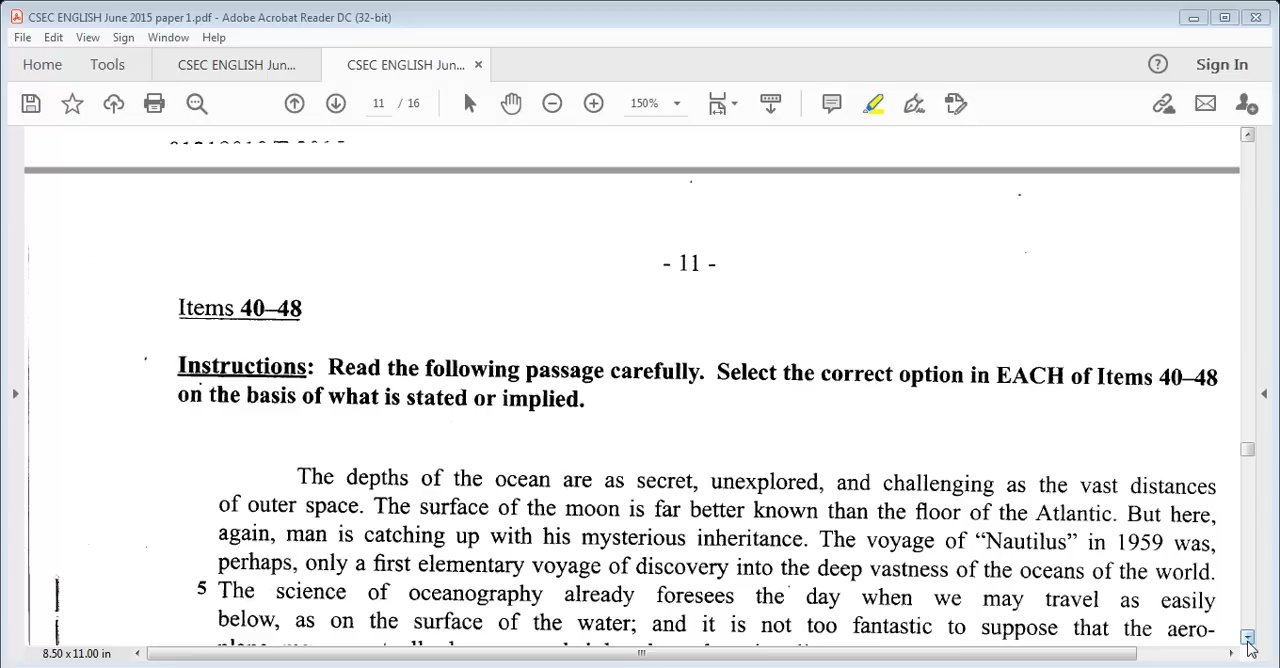 CSEC ENGLISH June 2015 paper 1.pdf - Adobe Acrobat Reader DC (32-bit)
File Edit View Sign Window Help
Home Tools CSEC ENGLISH Jun... CSEC ENGLISH Jun... × Sign In
11 / 16 150%
- 11 -
Items 40–48
Instructions: Read the following passage carefully. Select the correct option in EACH of Items 40–48
on the basis of what is stated or implied.
The depths of the ocean are as secret, unexplored, and challenging as the vast distances
of outer space. The surface of the moon is far better known than the floor of the Atlantic. But here,
again, man is catching up with his mysterious inheritance. The voyage of “Nautilus” in 1959 was,
perhaps, only a first elementary voyage of discovery into the deep vastness of the oceans of the world.
5 The science of oceanography already foresees the day when we may travel as easily
below, as on the surface of the water; and it is not too fantastic to suppose that the aero-
8.50 x 11.00 in